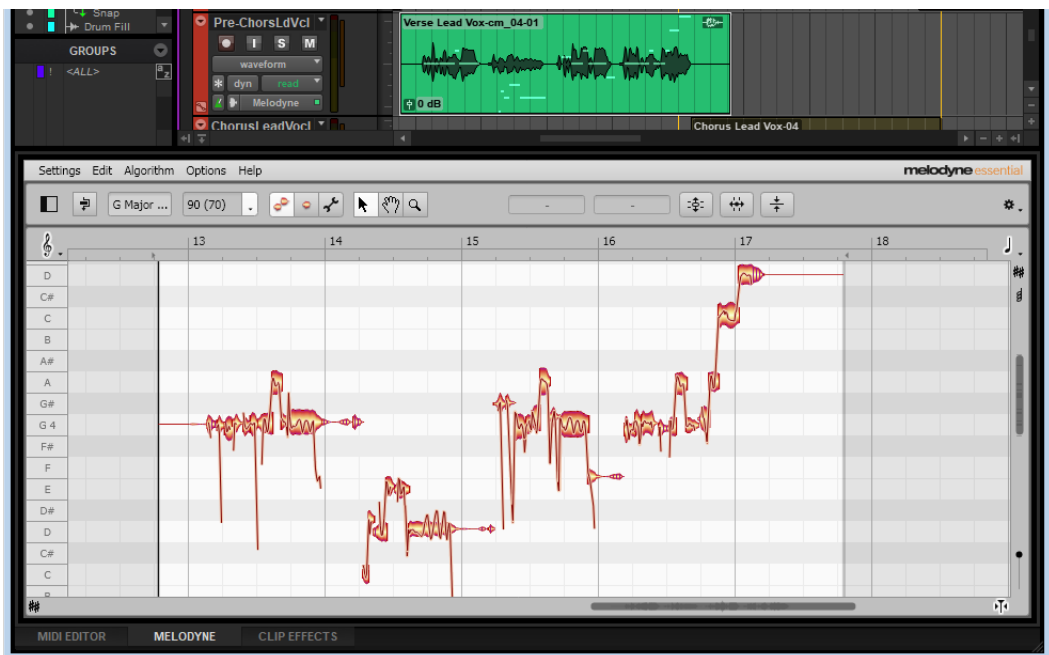 Snap
Drum Fill
GROUPS
! <ALL>
a z
Pre-ChorsLdVcl
I S M
waveform
* dyn read
Melodyne
ChorusLeadVocl
Verse Lead Vox-cm_04-01
0 dB
Chorus Lead Vox-04
Settings Edit Algorithm Options Help
melodyne essential
G Major ... 90 (70) .
- -
13 14 15 16 17 18
D
C#
C
B
A#
A
G#
G 4
F#
F
E
D#
D
C#
C
MIDI EDITOR MELODYNE CLIP EFFECTS